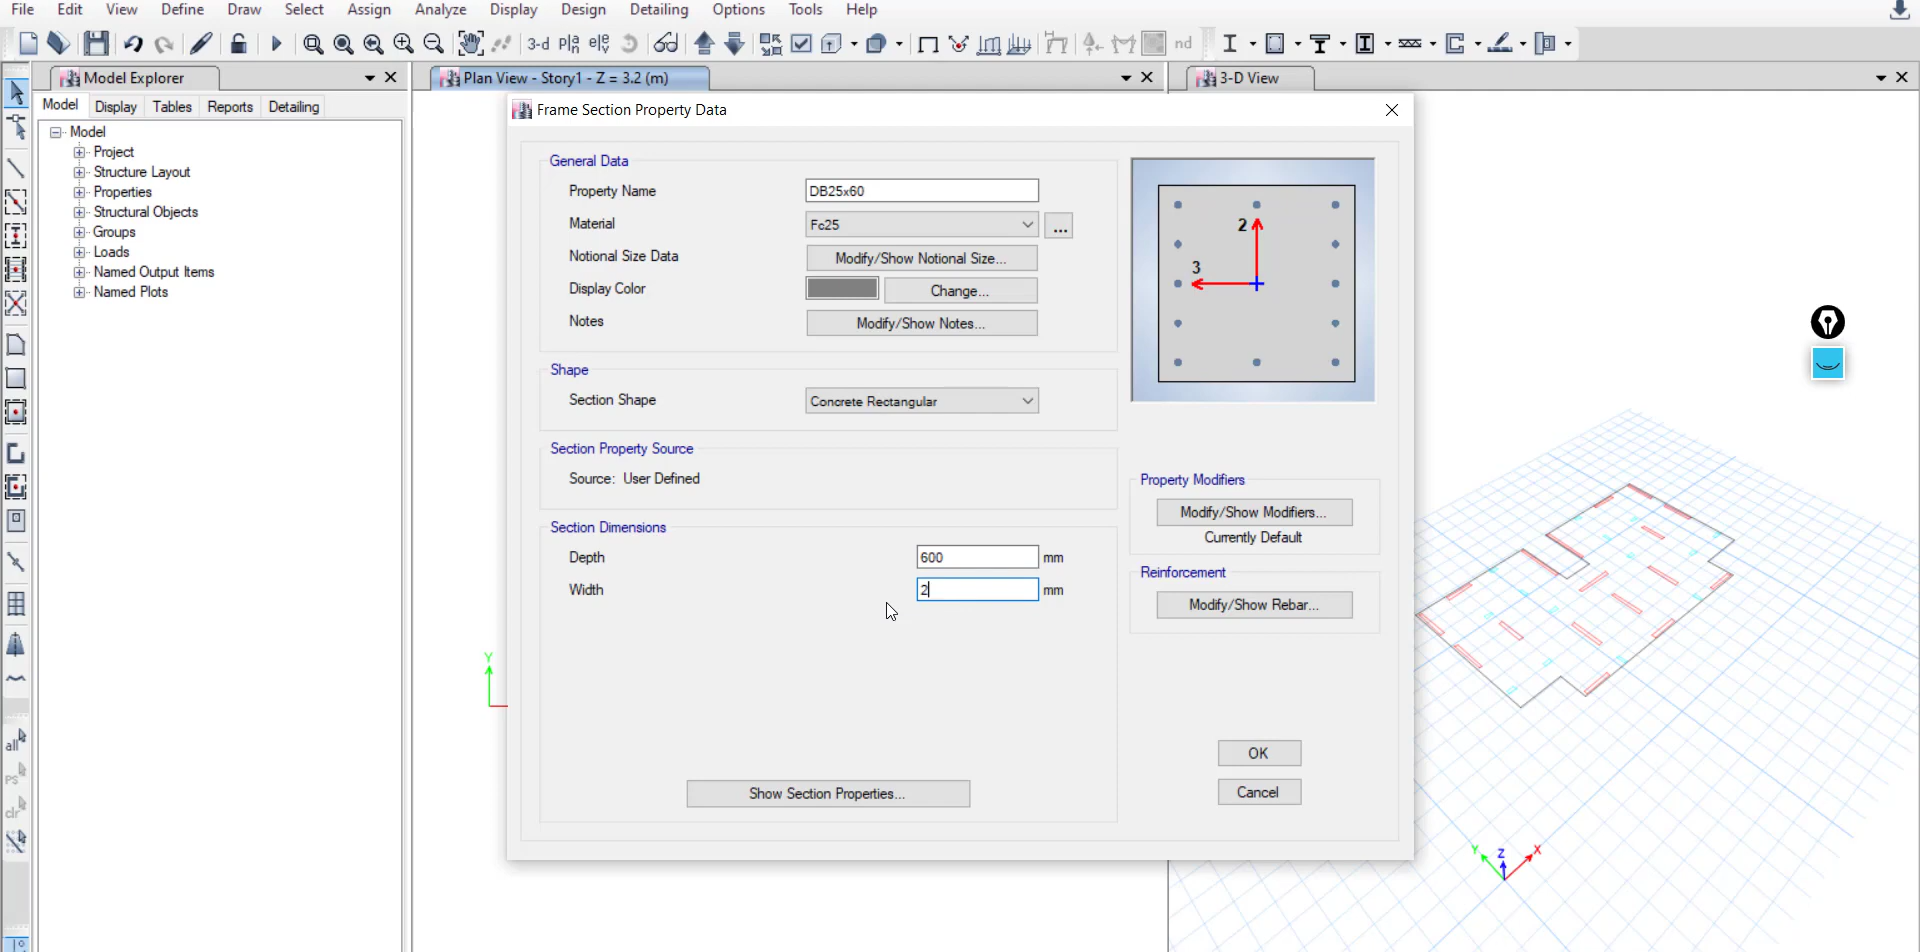 File Edit View Define Draw Select Assign Analyze Display Design Detailing Options Tools Help
3-d nd
Model Explorer
Plan View - Story1 - Z = 3.2 (m)
3-D View
Model Display Tables Reports Detailing
Model
Project
Structure Layout
Properties
Structural Objects
Groups
Loads
Named Output Items
Named Plots
all
ps
clr
Y
Frame Section Property Data
General Data
Property Name DB25x60
Material Fc25 ...
Notional Size Data Modify/Show Notional Size...
Display Color Change...
Notes Modify/Show Notes...
Shape
Section Shape Concrete Rectangular
Section Property Source
Source: User Defined
Section Dimensions
Depth 600 mm
Width 2 mm
Show Section Properties...
2
3
Property Modifiers
Modify/Show Modifiers...
Currently Default
Reinforcement
Modify/Show Rebar...
OK
Cancel
Y Z X